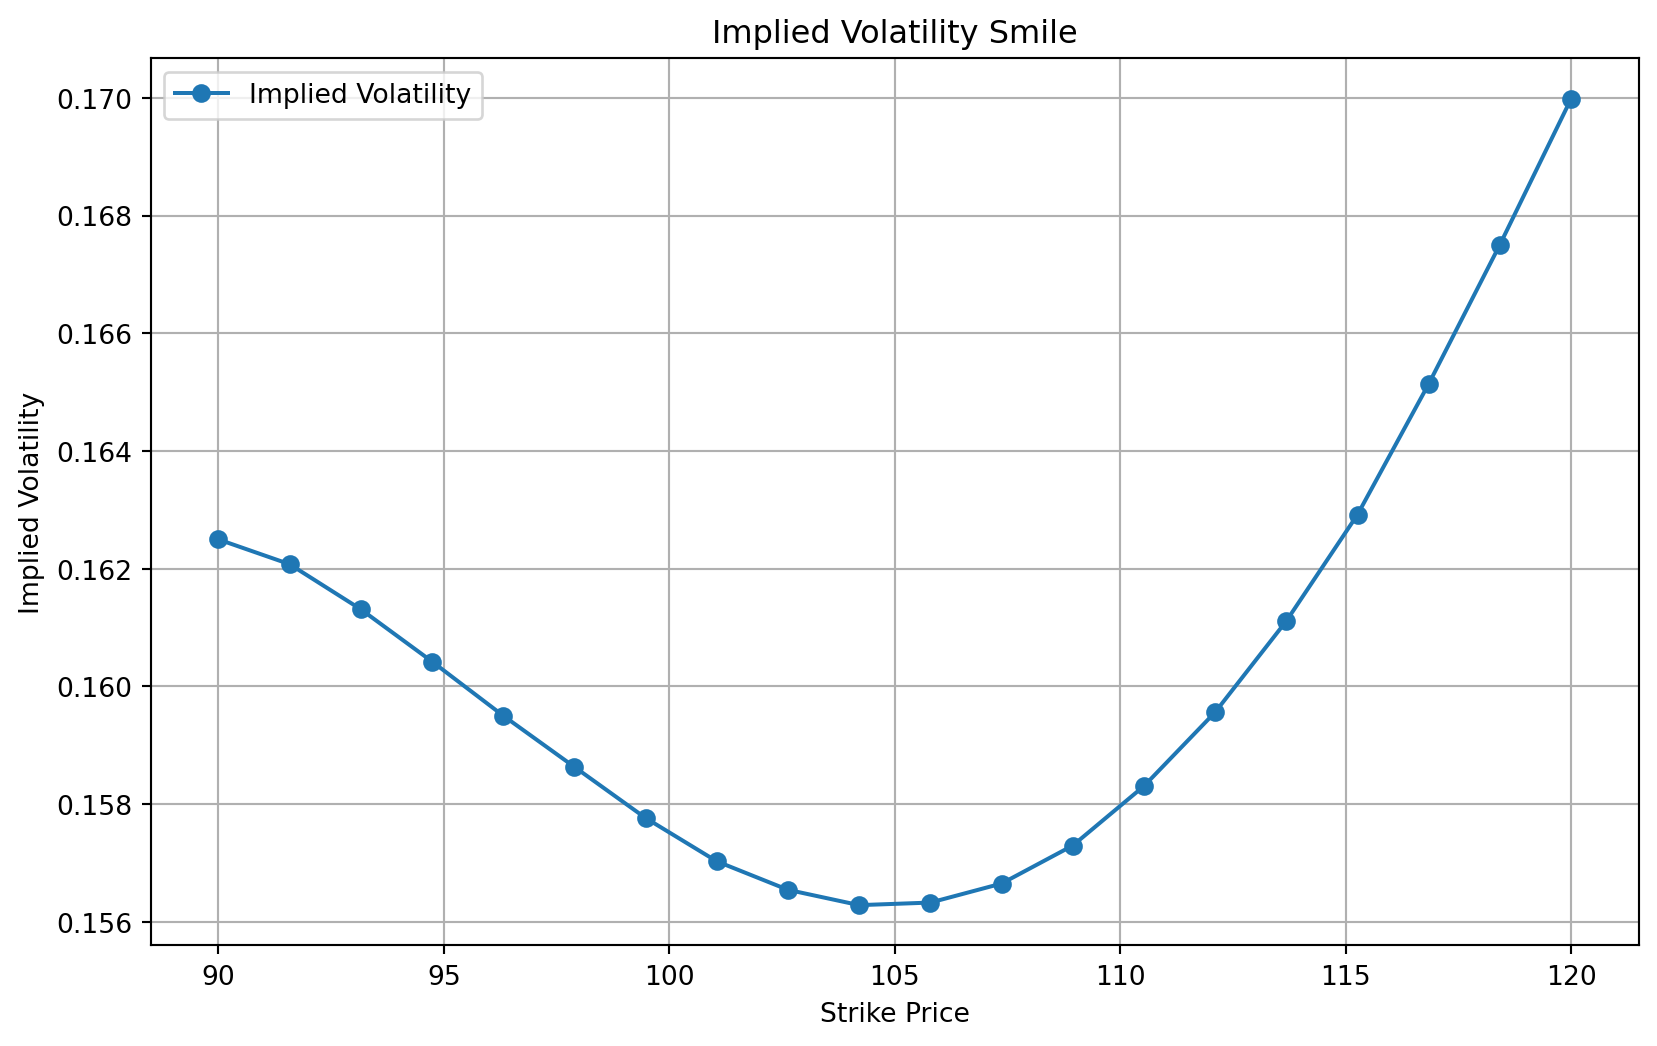 Implied Volatility Smile
Implied Volatility
0.170
0.168
0.166
0.164
0.162
0.160
0.158
0.156
Implied Volatility
90 95 100 105 110 115 120
Strike Price